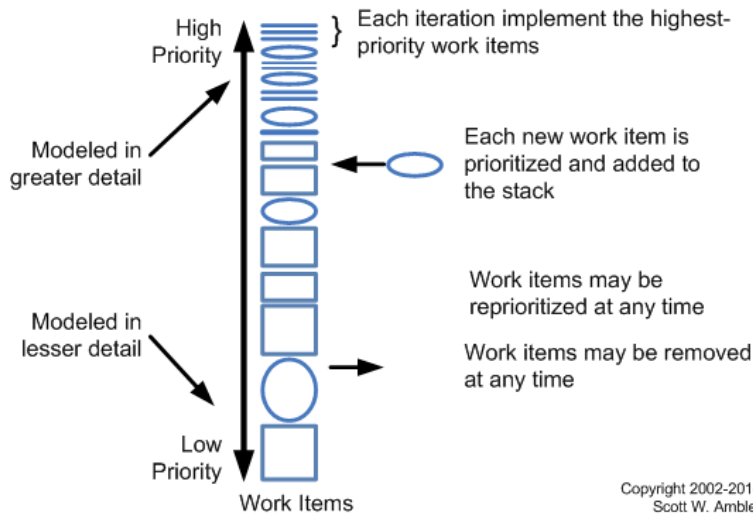 High
Priority
Each iteration implement the highest-
priority work items
Modeled in
greater detail
Each new work item is
prioritized and added to
the stack
Work items may be
reprioritized at any time
Modeled in
lesser detail
Work items may be removed
at any time
Low
Priority
Work Items
Copyright 2002-201
Scott W. Amble